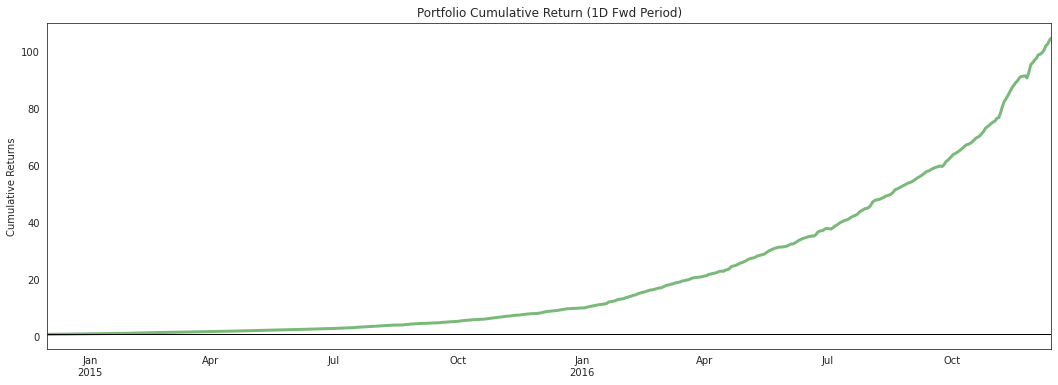 Portfolio Cumulative Return (1D Fwd Period)
Cumulative Returns
100
80
60
40
20
0
Jan
2015
Apr
Jul
Oct
Jan
2016
Apr
Jul
Oct